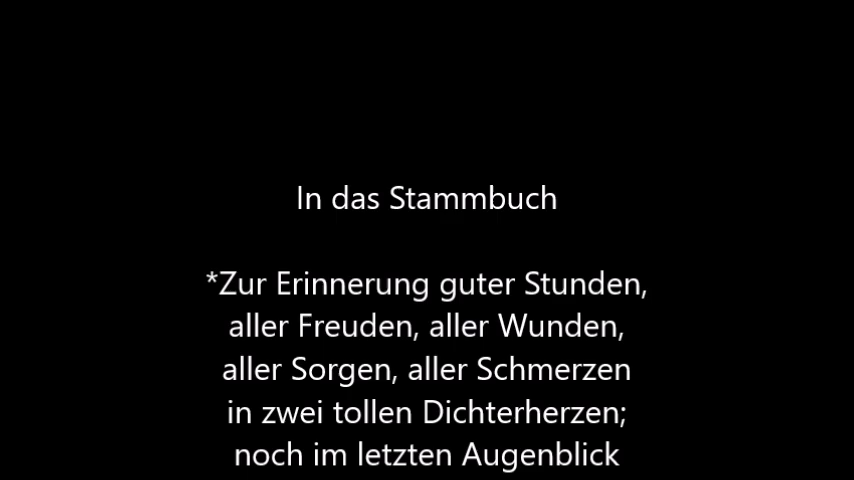 In das Stammbuch
*Zur Erinnerung guter Stunden,
aller Freuden, aller Wunden,
aller Sorgen, aller Schmerzen
in zwei tollen Dichterherzen;
noch im letzten Augenblick